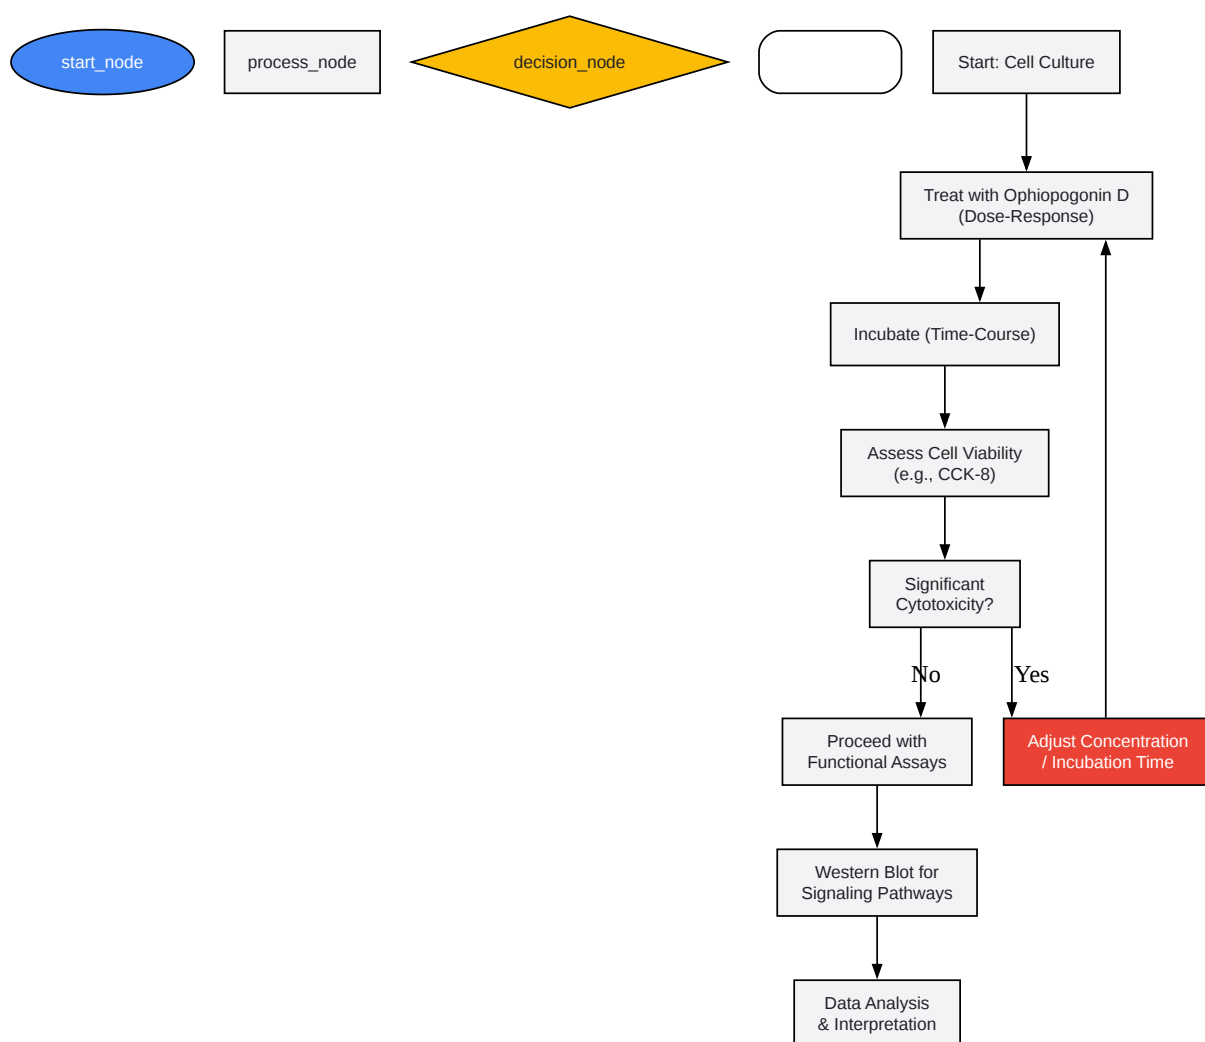 start_node
process_node
decision_node
Start: Cell Culture
Treat with Ophiopogonin D
(Dose-Response)
Incubate (Time-Course)
Assess Cell Viability
(e.g., CCK-8)
Significant
Cytotoxicity?
No
Yes
Proceed with
Functional Assays
Adjust Concentration
/ Incubation Time
Western Blot for
Signaling Pathways
Data Analysis
& Interpretation